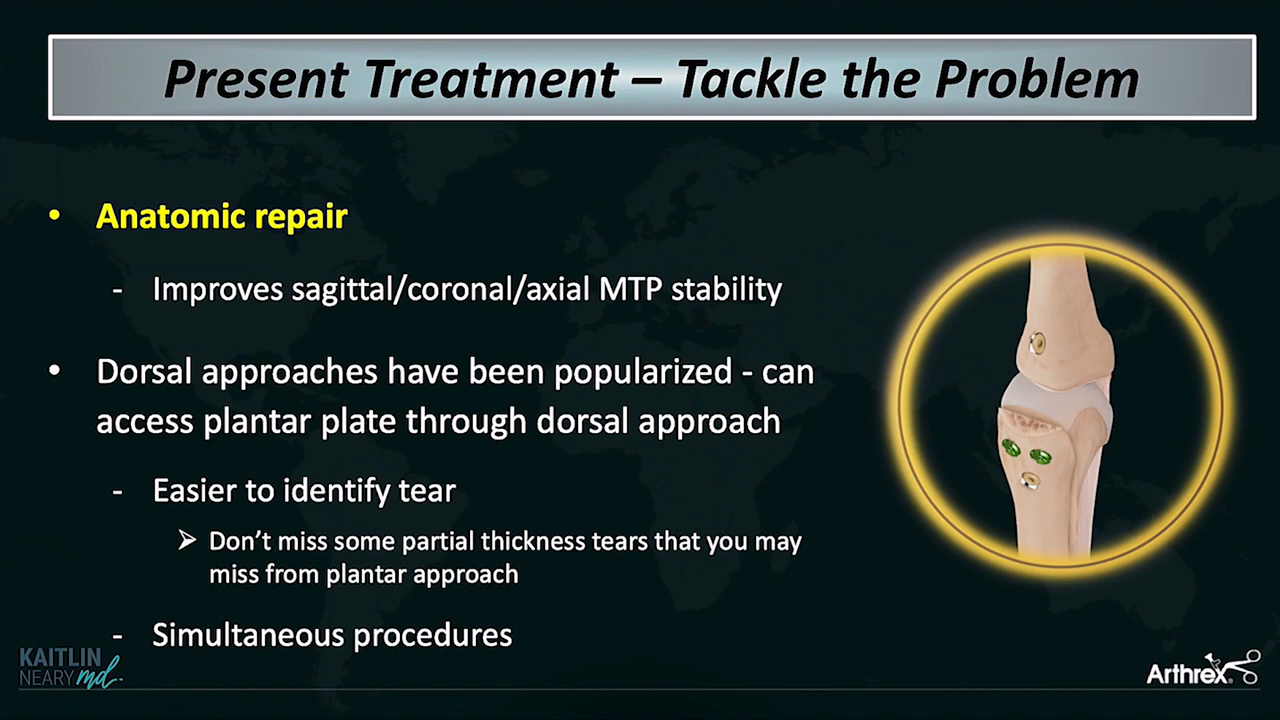 Present Treatment – Tackle the Problem
• Anatomic repair
- Improves sagittal/coronal/axial MTP stability
• Dorsal approaches have been popularized - can
access plantar plate through dorsal approach
- Easier to identify tear
➢ Don’t miss some partial thickness tears that you may
miss from plantar approach
- Simultaneous procedures
KAITLIN
NEARY md.
Arthrex®